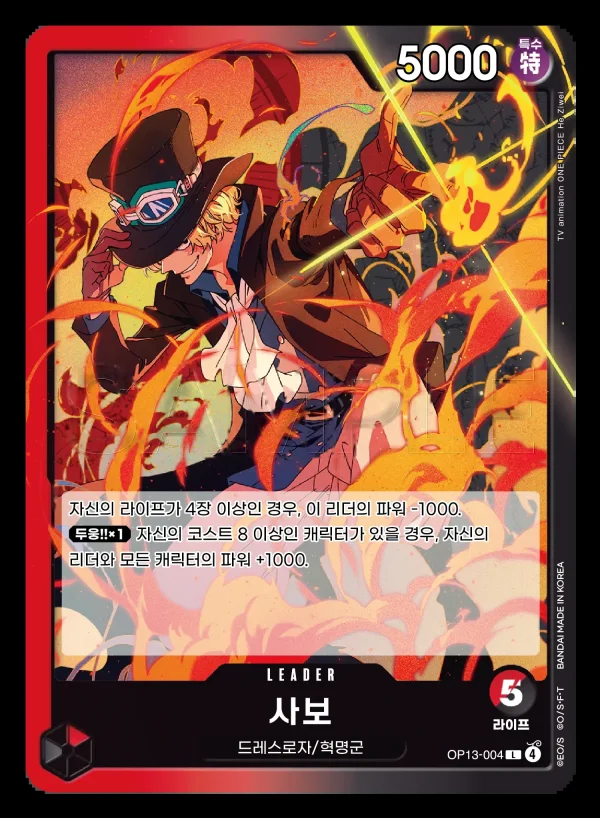 5000
특수
特
TV animation ONE PIECE He Ziwei
SAMPLE
자신의 라이프가 4장 이상인 경우, 이 리더의 파워 -1000.
두웅!!×1 자신의 코스트 8 이상인 캐릭터가 있을 경우, 자신의
리더와 모든 캐릭터의 파워 +1000.
LEADER
사보
드레스로자/혁명군
5
라이프
OP13-004 L 4
©EO/S ©O/S·F·T BANDAI MADE IN KOREA